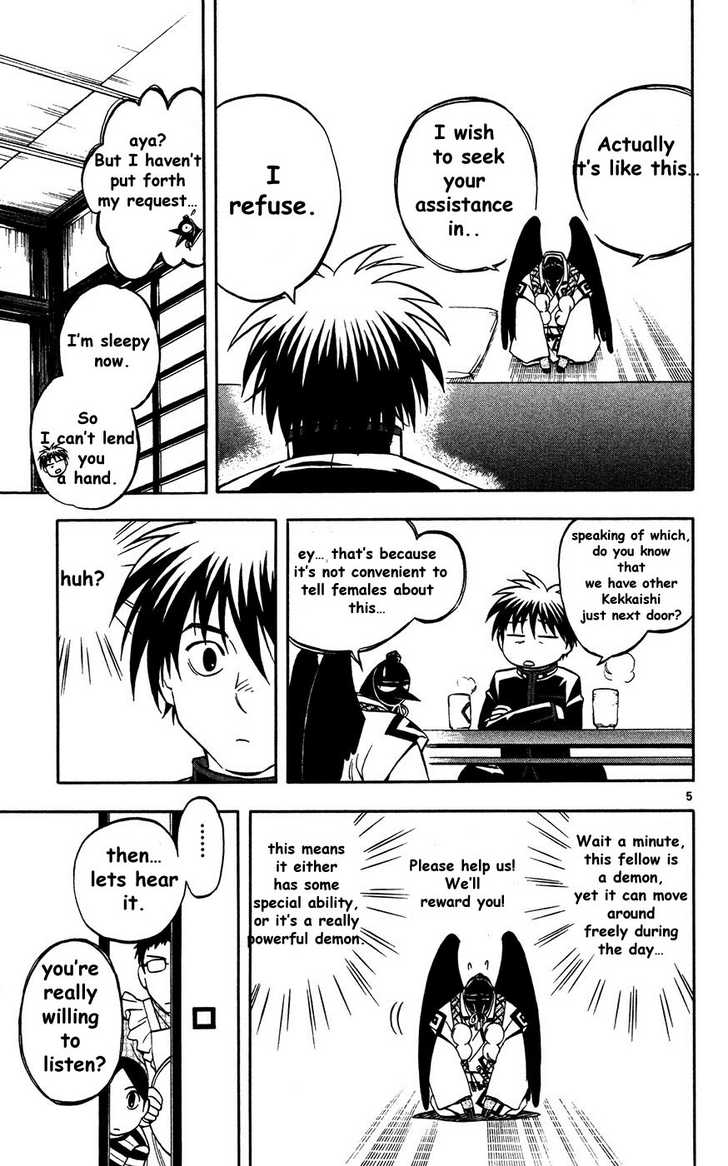 Actually
it's like this...
I wish
to seek
your
assistance
in..
I
refuse.
aya?
But I haven't
put forth
my request...
I'm sleepy
now.
So
I can't lend
you
a hand.
speaking of which,
do you know
that
we have other
Kekkaishi
just next door?
ey... that's because
it's not convenient to
tell females about
this...
huh?
5
Wait a minute,
this fellow is
a demon,
yet it can move
around
freely during
the day...
Please help us!
We'll
reward you!
this means
it either
has some
special ability,
or it's a really
powerful demon.
........
then...
lets hear
it.
you're
really
willing
to
listen?